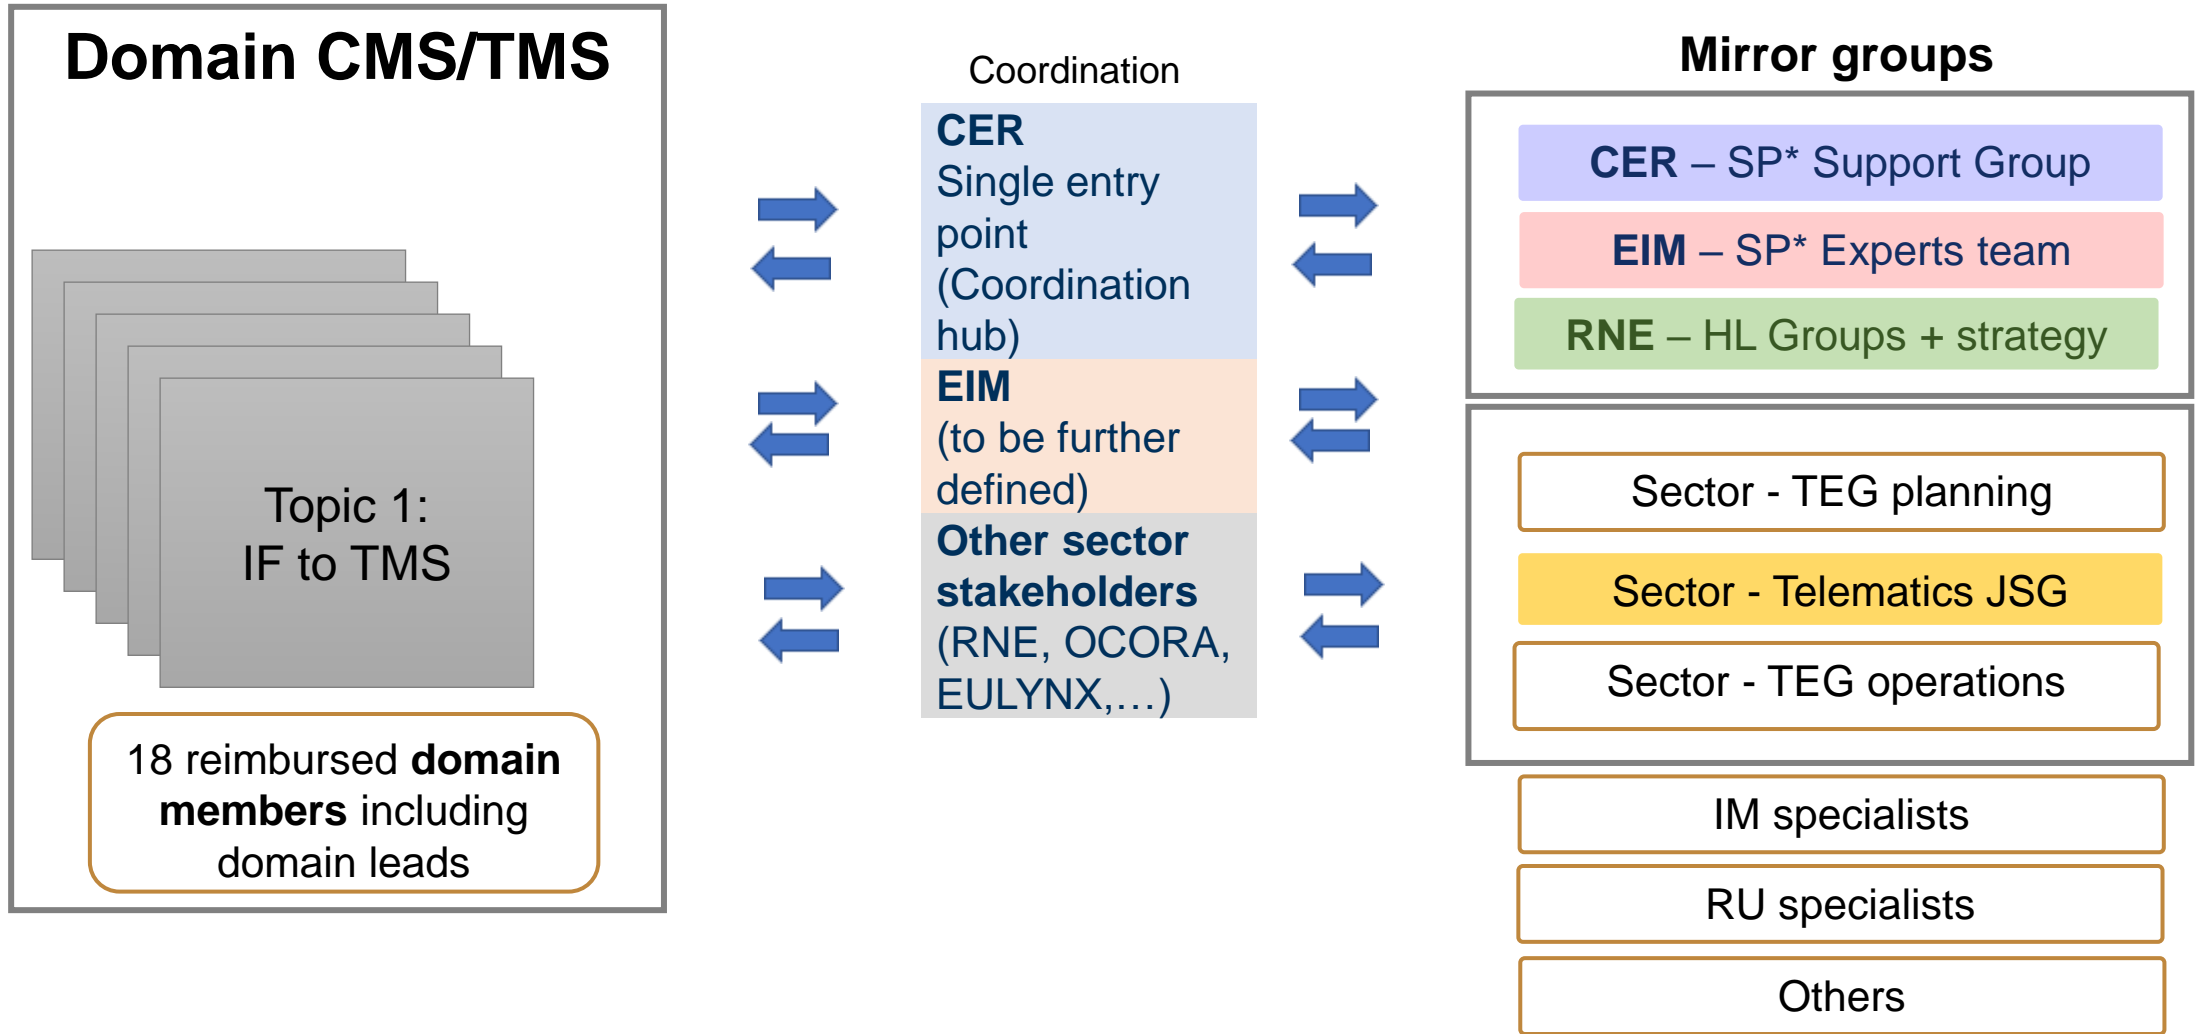 Domain CMS/TMS
Topic 1:
IF to TMS
18 reimbursed domain
members including
domain leads
Coordination
CER
Single entry
point
(Coordination
hub)
EIM
(to be further
defined)
Other sector
stakeholders
(RNE, OCORA,
EULYNX,…)
Mirror groups
CER – SP* Support Group
EIM – SP* Experts team
RNE – HL Groups + strategy
Sector - TEG planning
Sector - Telematics JSG
Sector - TEG operations
IM specialists
RU specialists
Others